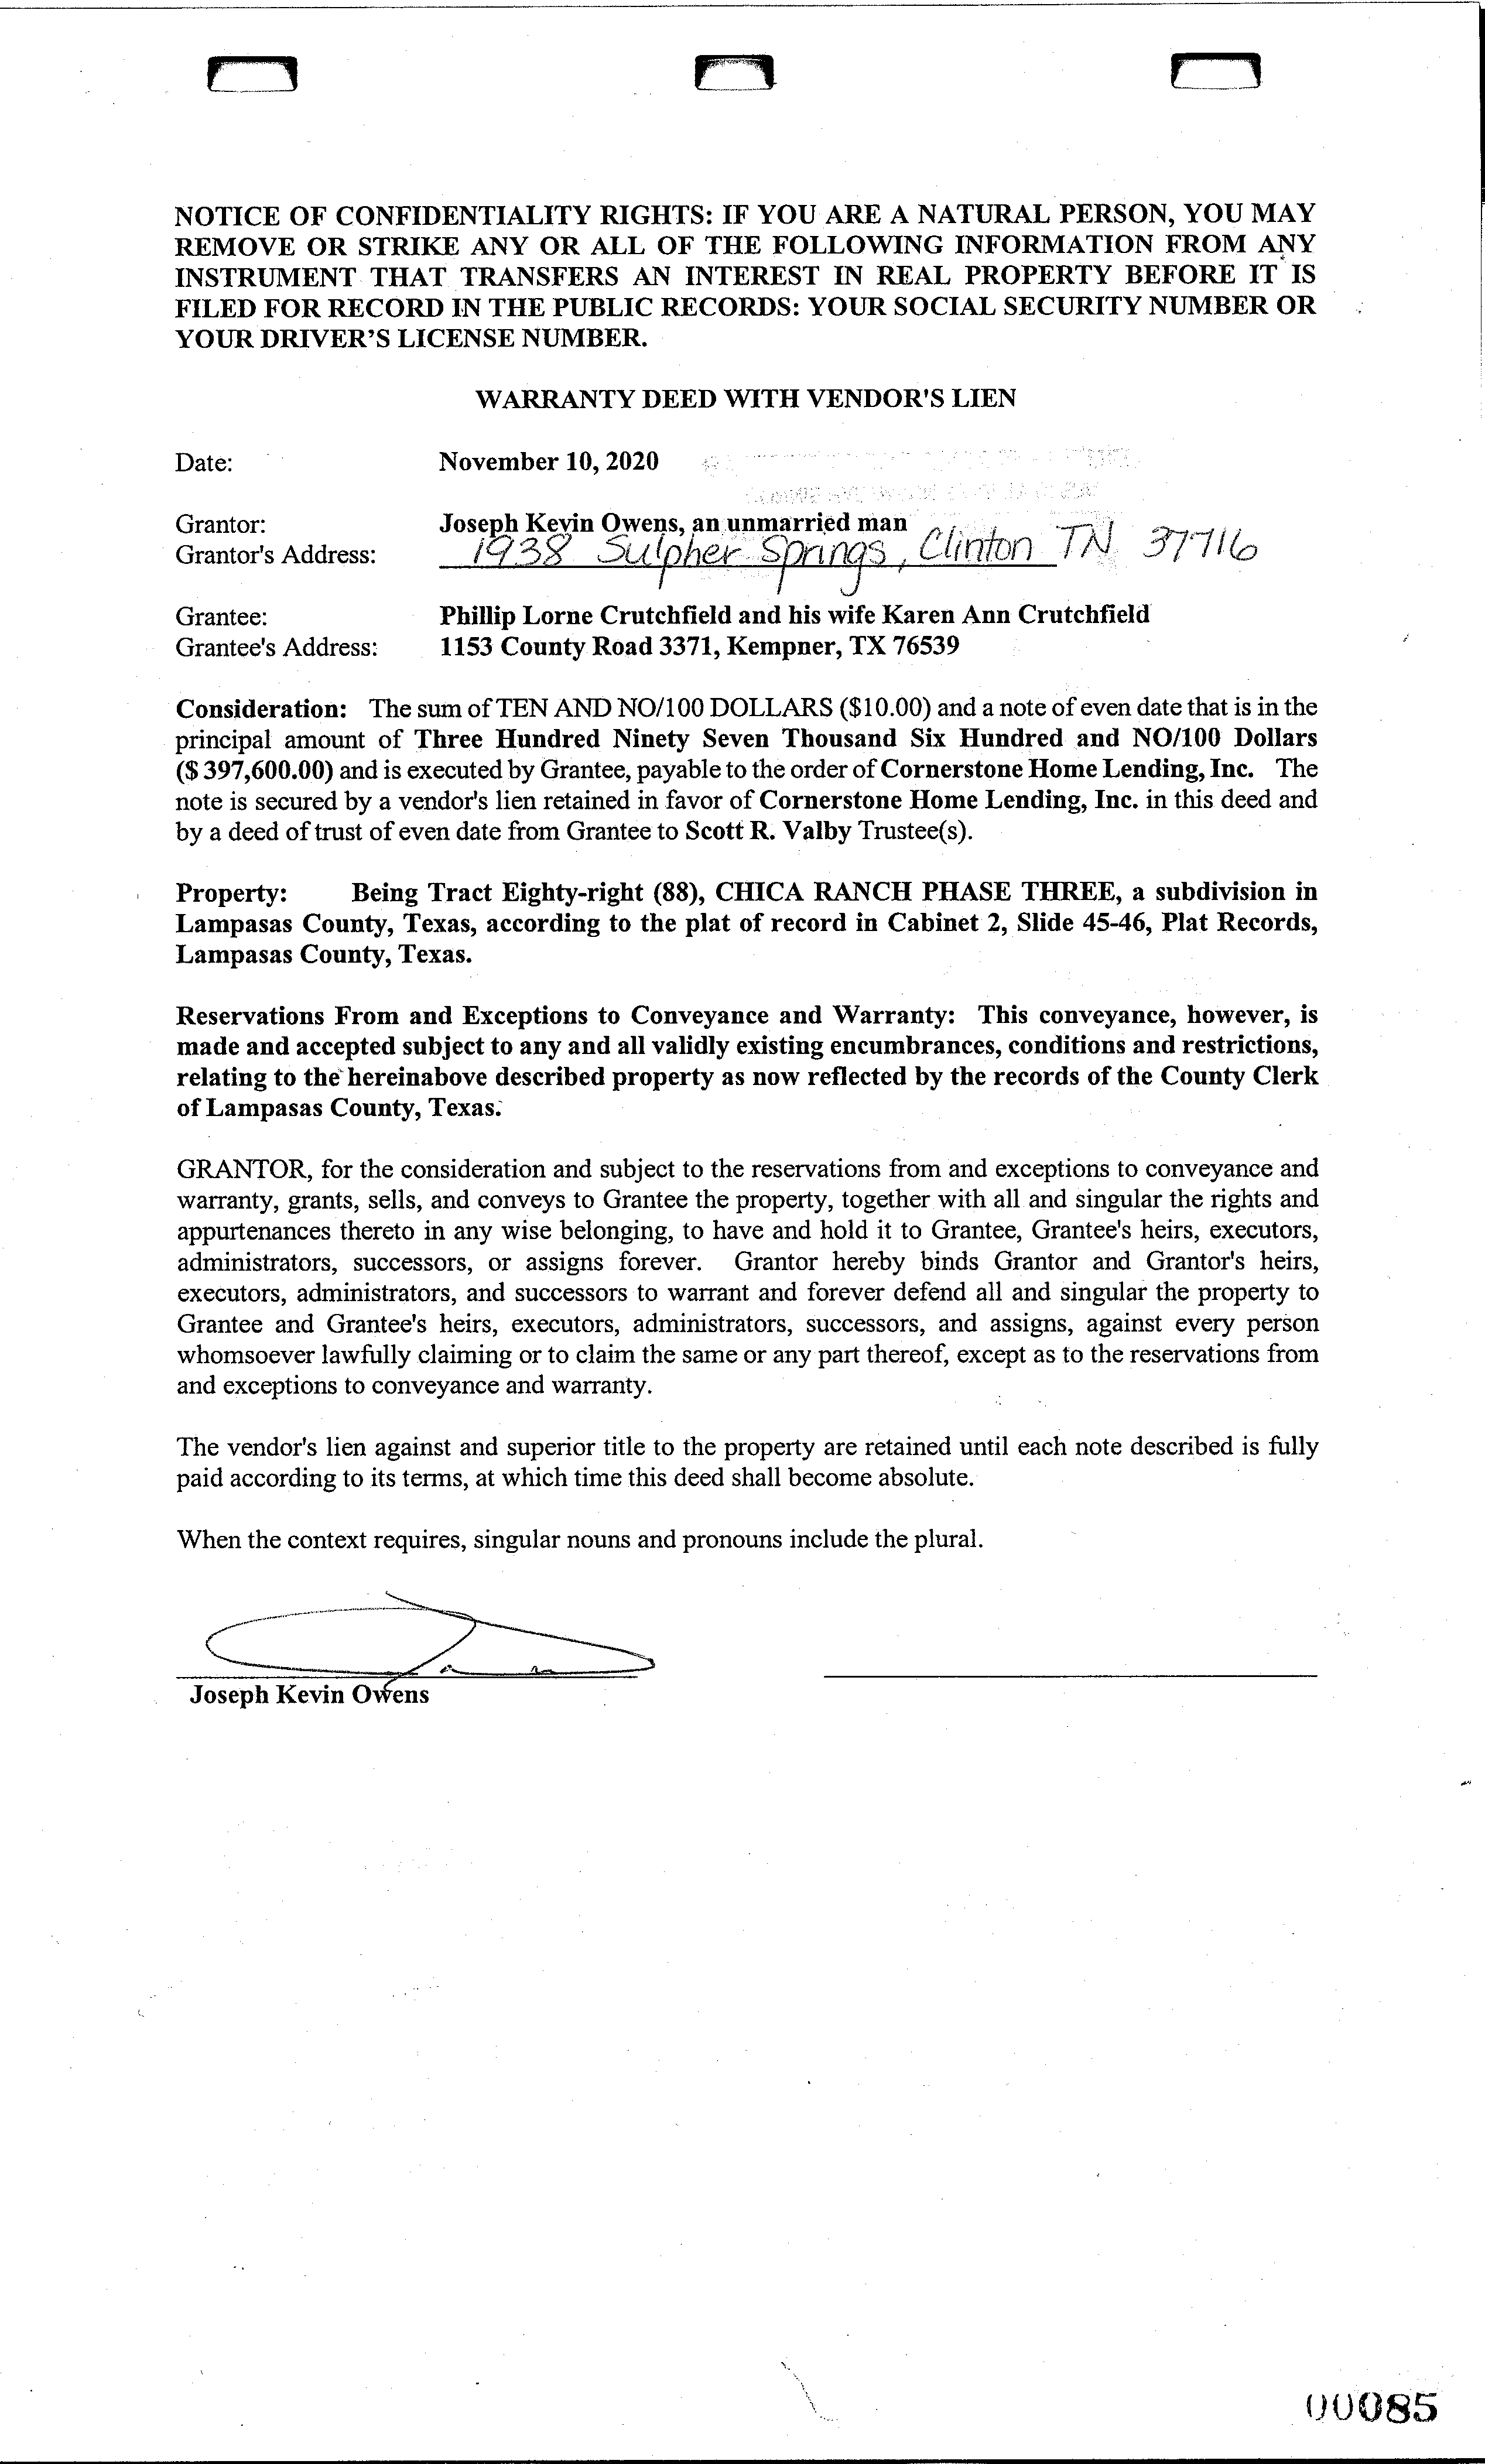 NOTICE OF CONFIDENTIALITY RIGHTS: IF YOU ARE A NATURAL PERSON, YOU MAY
REMOVE OR STRIKE ANY OR ALL OF THE FOLLOWING INFORMATION FROM ANY
INSTRUMENT THAT TRANSFERS AN INTEREST IN REAL PROPERTY BEFORE IT IS
FILED FOR RECORD IN THE PUBLIC RECORDS: YOUR SOCIAL SECURITY NUMBER OR
YOUR DRIVER'S LICENSE NUMBER.
WARRANTY DEED WITH VENDOR'S LIEN
Date: November 10, 2020
Grantor: Joseph Kevin Owens, an unmarried man
Grantor's Address: 1938 Sulpher Springs, Clinton TN 37716
Grantee: Phillip Lorne Crutchfield and his wife Karen Ann Crutchfield
Grantee's Address: 1153 County Road 3371, Kempner, TX 76539
Consideration: The sum of TEN AND NO/100 DOLLARS ($10.00) and a note of even date that is in the
principal amount of Three Hundred Ninety Seven Thousand Six Hundred and NO/100 Dollars
($ 397,600.00) and is executed by Grantee, payable to the order of Cornerstone Home Lending, Inc. The
note is secured by a vendor's lien retained in favor of Cornerstone Home Lending, Inc. in this deed and
by a deed of trust of even date from Grantee to Scott R. Valby Trustee(s).
Property: Being Tract Eighty-right (88), CHICA RANCH PHASE THREE, a subdivision in
Lampasas County, Texas, according to the plat of record in Cabinet 2, Slide 45-46, Plat Records,
Lampasas County, Texas.
Reservations From and Exceptions to Conveyance and Warranty: This conveyance, however, is
made and accepted subject to any and all validly existing encumbrances, conditions and restrictions,
relating to the hereinabove described property as now reflected by the records of the County Clerk
of Lampasas County, Texas.
GRANTOR, for the consideration and subject to the reservations from and exceptions to conveyance and
warranty, grants, sells, and conveys to Grantee the property, together with all and singular the rights and
appurtenances thereto in any wise belonging, to have and hold it to Grantee, Grantee's heirs, executors,
administrators, successors, or assigns forever. Grantor hereby binds Grantor and Grantor's heirs,
executors, administrators, and successors to warrant and forever defend all and singular the property to
Grantee and Grantee's heirs, executors, administrators, successors, and assigns, against every person
whomsoever lawfully claiming or to claim the same or any part thereof, except as to the reservations from
and exceptions to conveyance and warranty.
The vendor's lien against and superior title to the property are retained until each note described is fully
paid according to its terms, at which time this deed shall become absolute.
When the context requires, singular nouns and pronouns include the plural.
Joseph Kevin Owens
00085